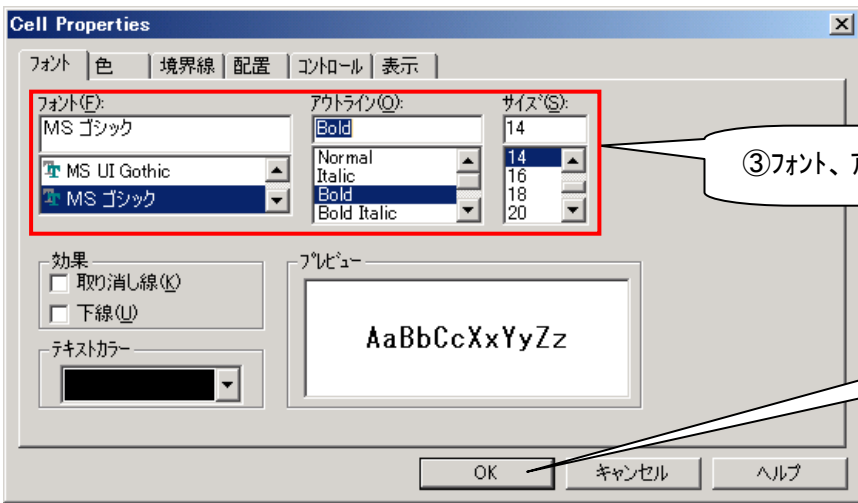 Cell Properties
フォント 色 境界線 配置 コントロール 表示
フォント(F): アウトライン(O): サイズ(S):
MS ゴシック Bold 14
MS UI Gothic Normal 14
MS ゴシック Italic 16
Bold 18
Bold Italic 20
③フォント、
効果 プレビュー
取り消し線(K)
下線(U)
AaBbCcXxYyZz
テキストカラー
OK キャンセル ヘルプ